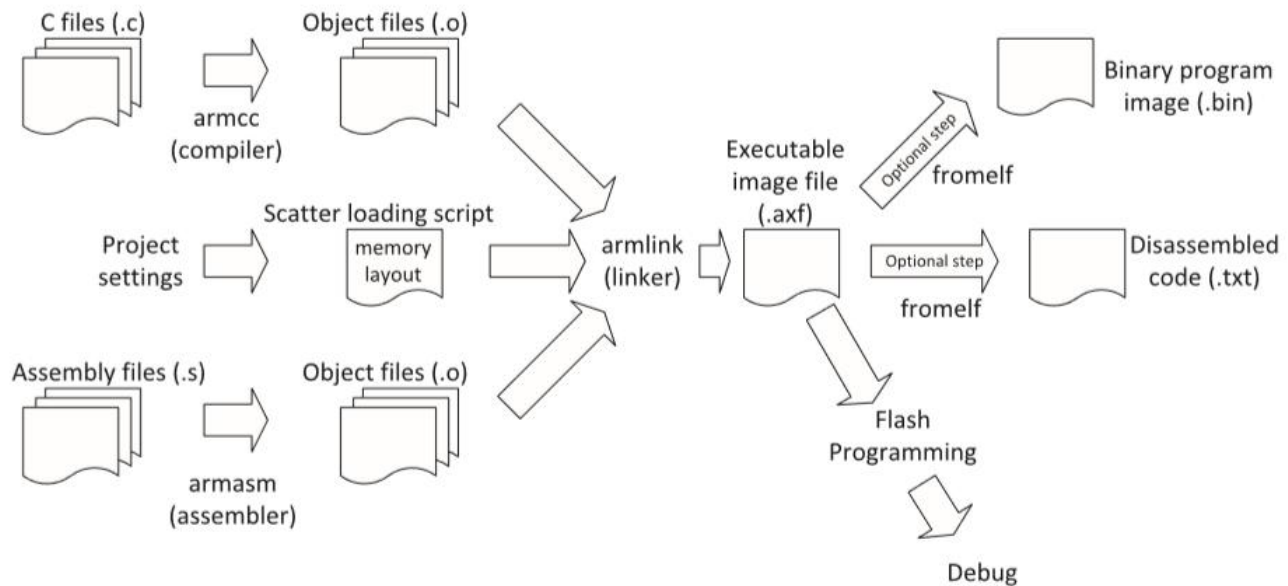 C files (.c)
armcc
(compiler)
Object files (.o)
Project
settings
Scatter loading script
memory
layout
Assembly files (.s)
armasm
(assembler)
Object files (.o)
armlink
(linker)
Executable
image file
(.axf)
Optional step
fromelf
Binary program
image (.bin)
Optional step
fromelf
Disassembled
code (.txt)
Flash
Programming
Debug